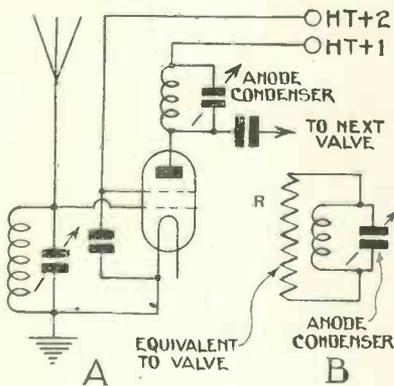 HT+2
HT+1
ANODE
CONDENSER
TO NEXT
VALVE
R
EQUIVALENT
TO VALVE
ANODE
CONDENSER
A
B